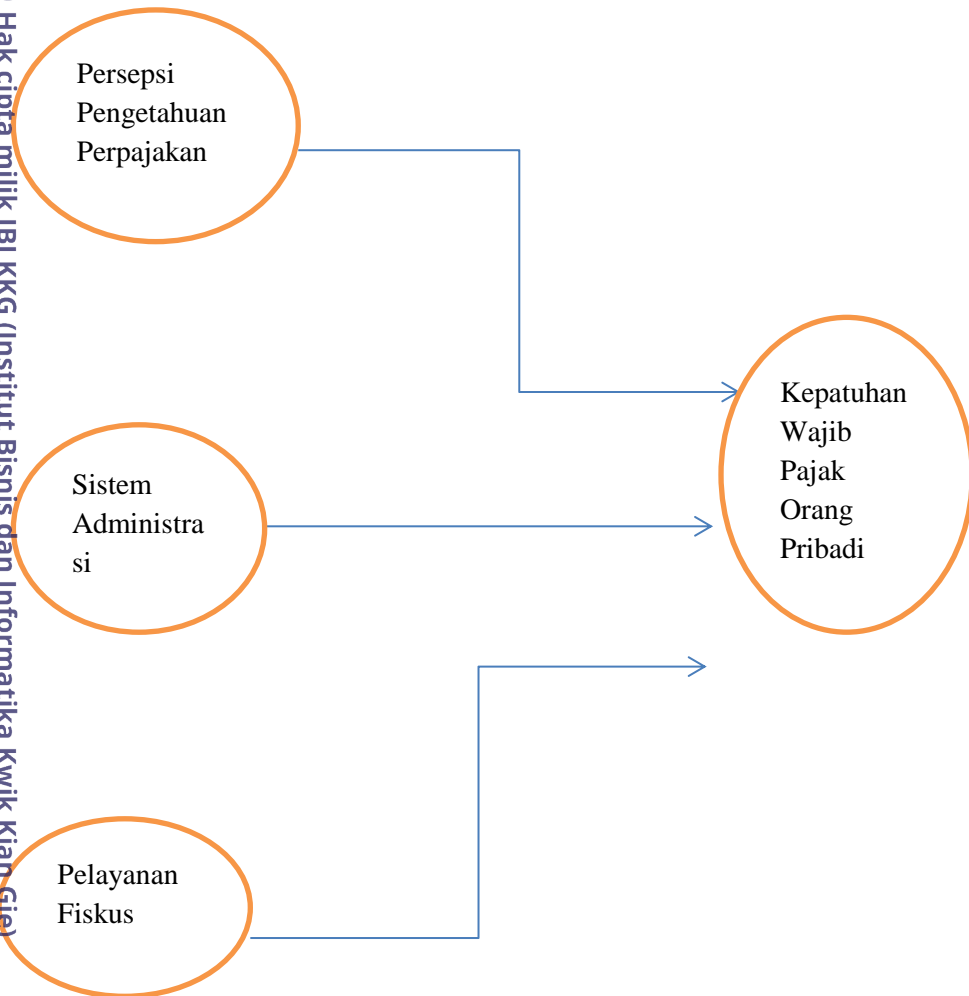 Hak cipta milik IBI KKG (Institut Bisnis dan Informatika Kwik Kian Gie)
Persepsi
Pengetahuan
Perpajakan
Kepatuhan
Wajib
Pajak
Orang
Pribadi
Sistem
Administra
si
Pelayanan
Fiskus